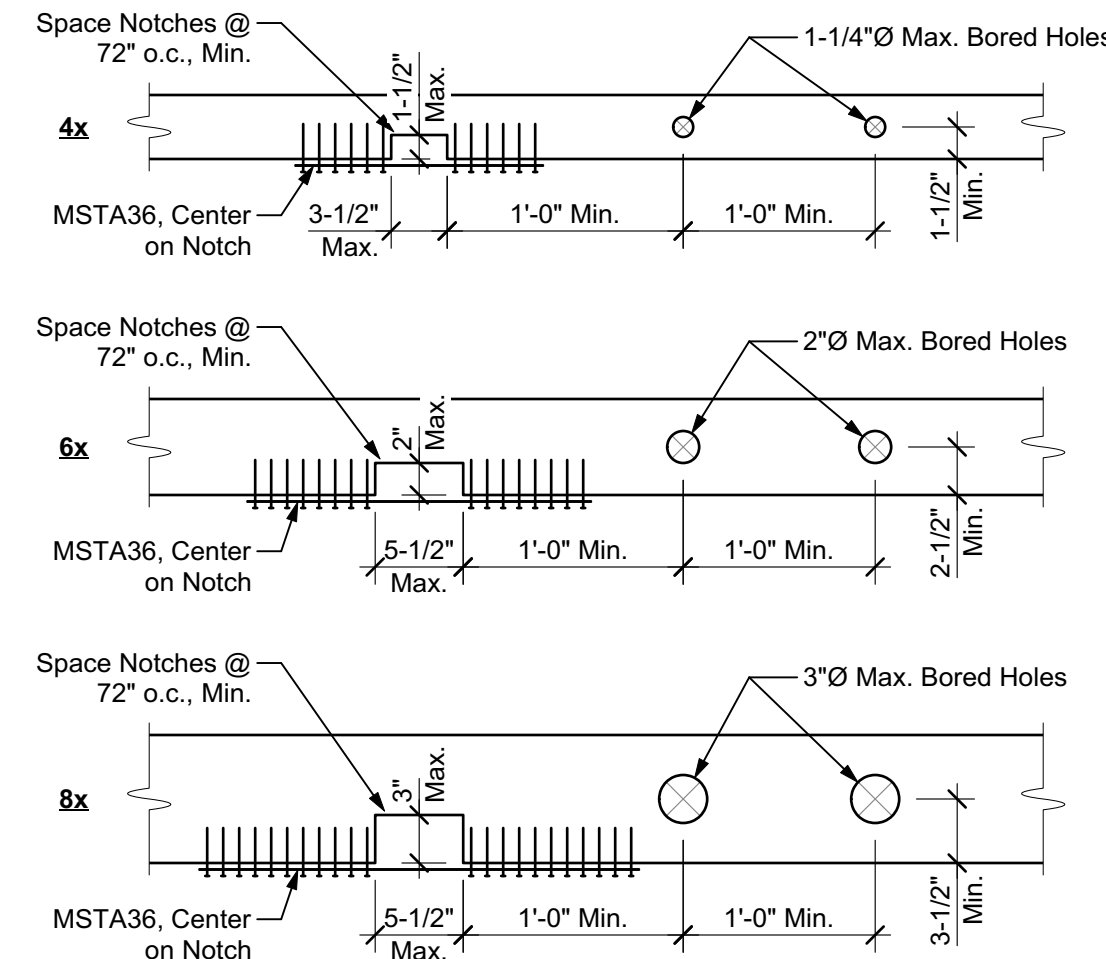 Space Notches @
72" o.c., Min.
1-1/2"
Max.
1-1/4"Ø Max. Bored Holes
4x
MSTA36, Center
on Notch
3-1/2"
Max.
1'-0" Min.
1'-0" Min.
1-1/2"
Min.
Space Notches @
72" o.c., Min.
2"
Max.
2"Ø Max. Bored Holes
6x
MSTA36, Center
on Notch
5-1/2"
Max.
1'-0" Min.
1'-0" Min.
2-1/2"
Min.
Space Notches @
72" o.c., Min.
3"
Max.
3"Ø Max. Bored Holes
8x
MSTA36, Center
on Notch
5-1/2"
Max.
1'-0" Min.
1'-0" Min.
3-1/2"
Min.